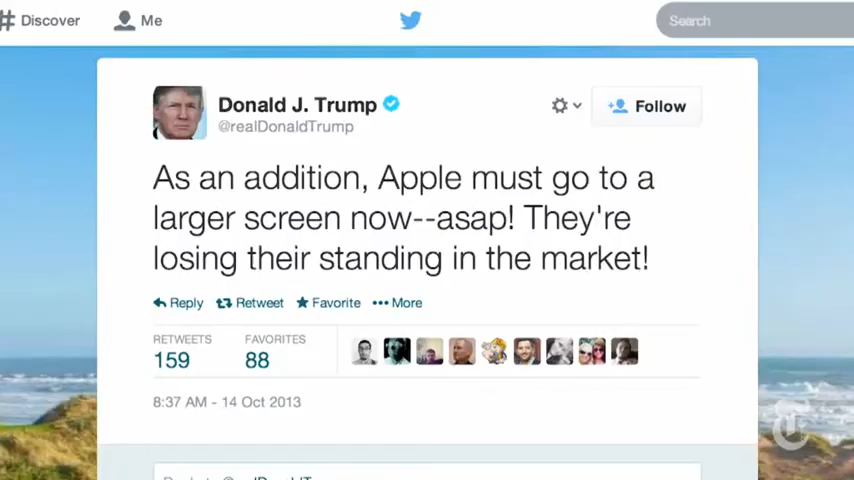 Discover
Me
Search
Donald J. Trump
Follow
@realDonaldTrump
As an addition, Apple must go to a
larger screen now--asap! They're
losing their standing in the market!
Reply
Retweet
Favorite
More
RETWEETS
FAVORITES
159
88
8:37 AM - 14 Oct 2013